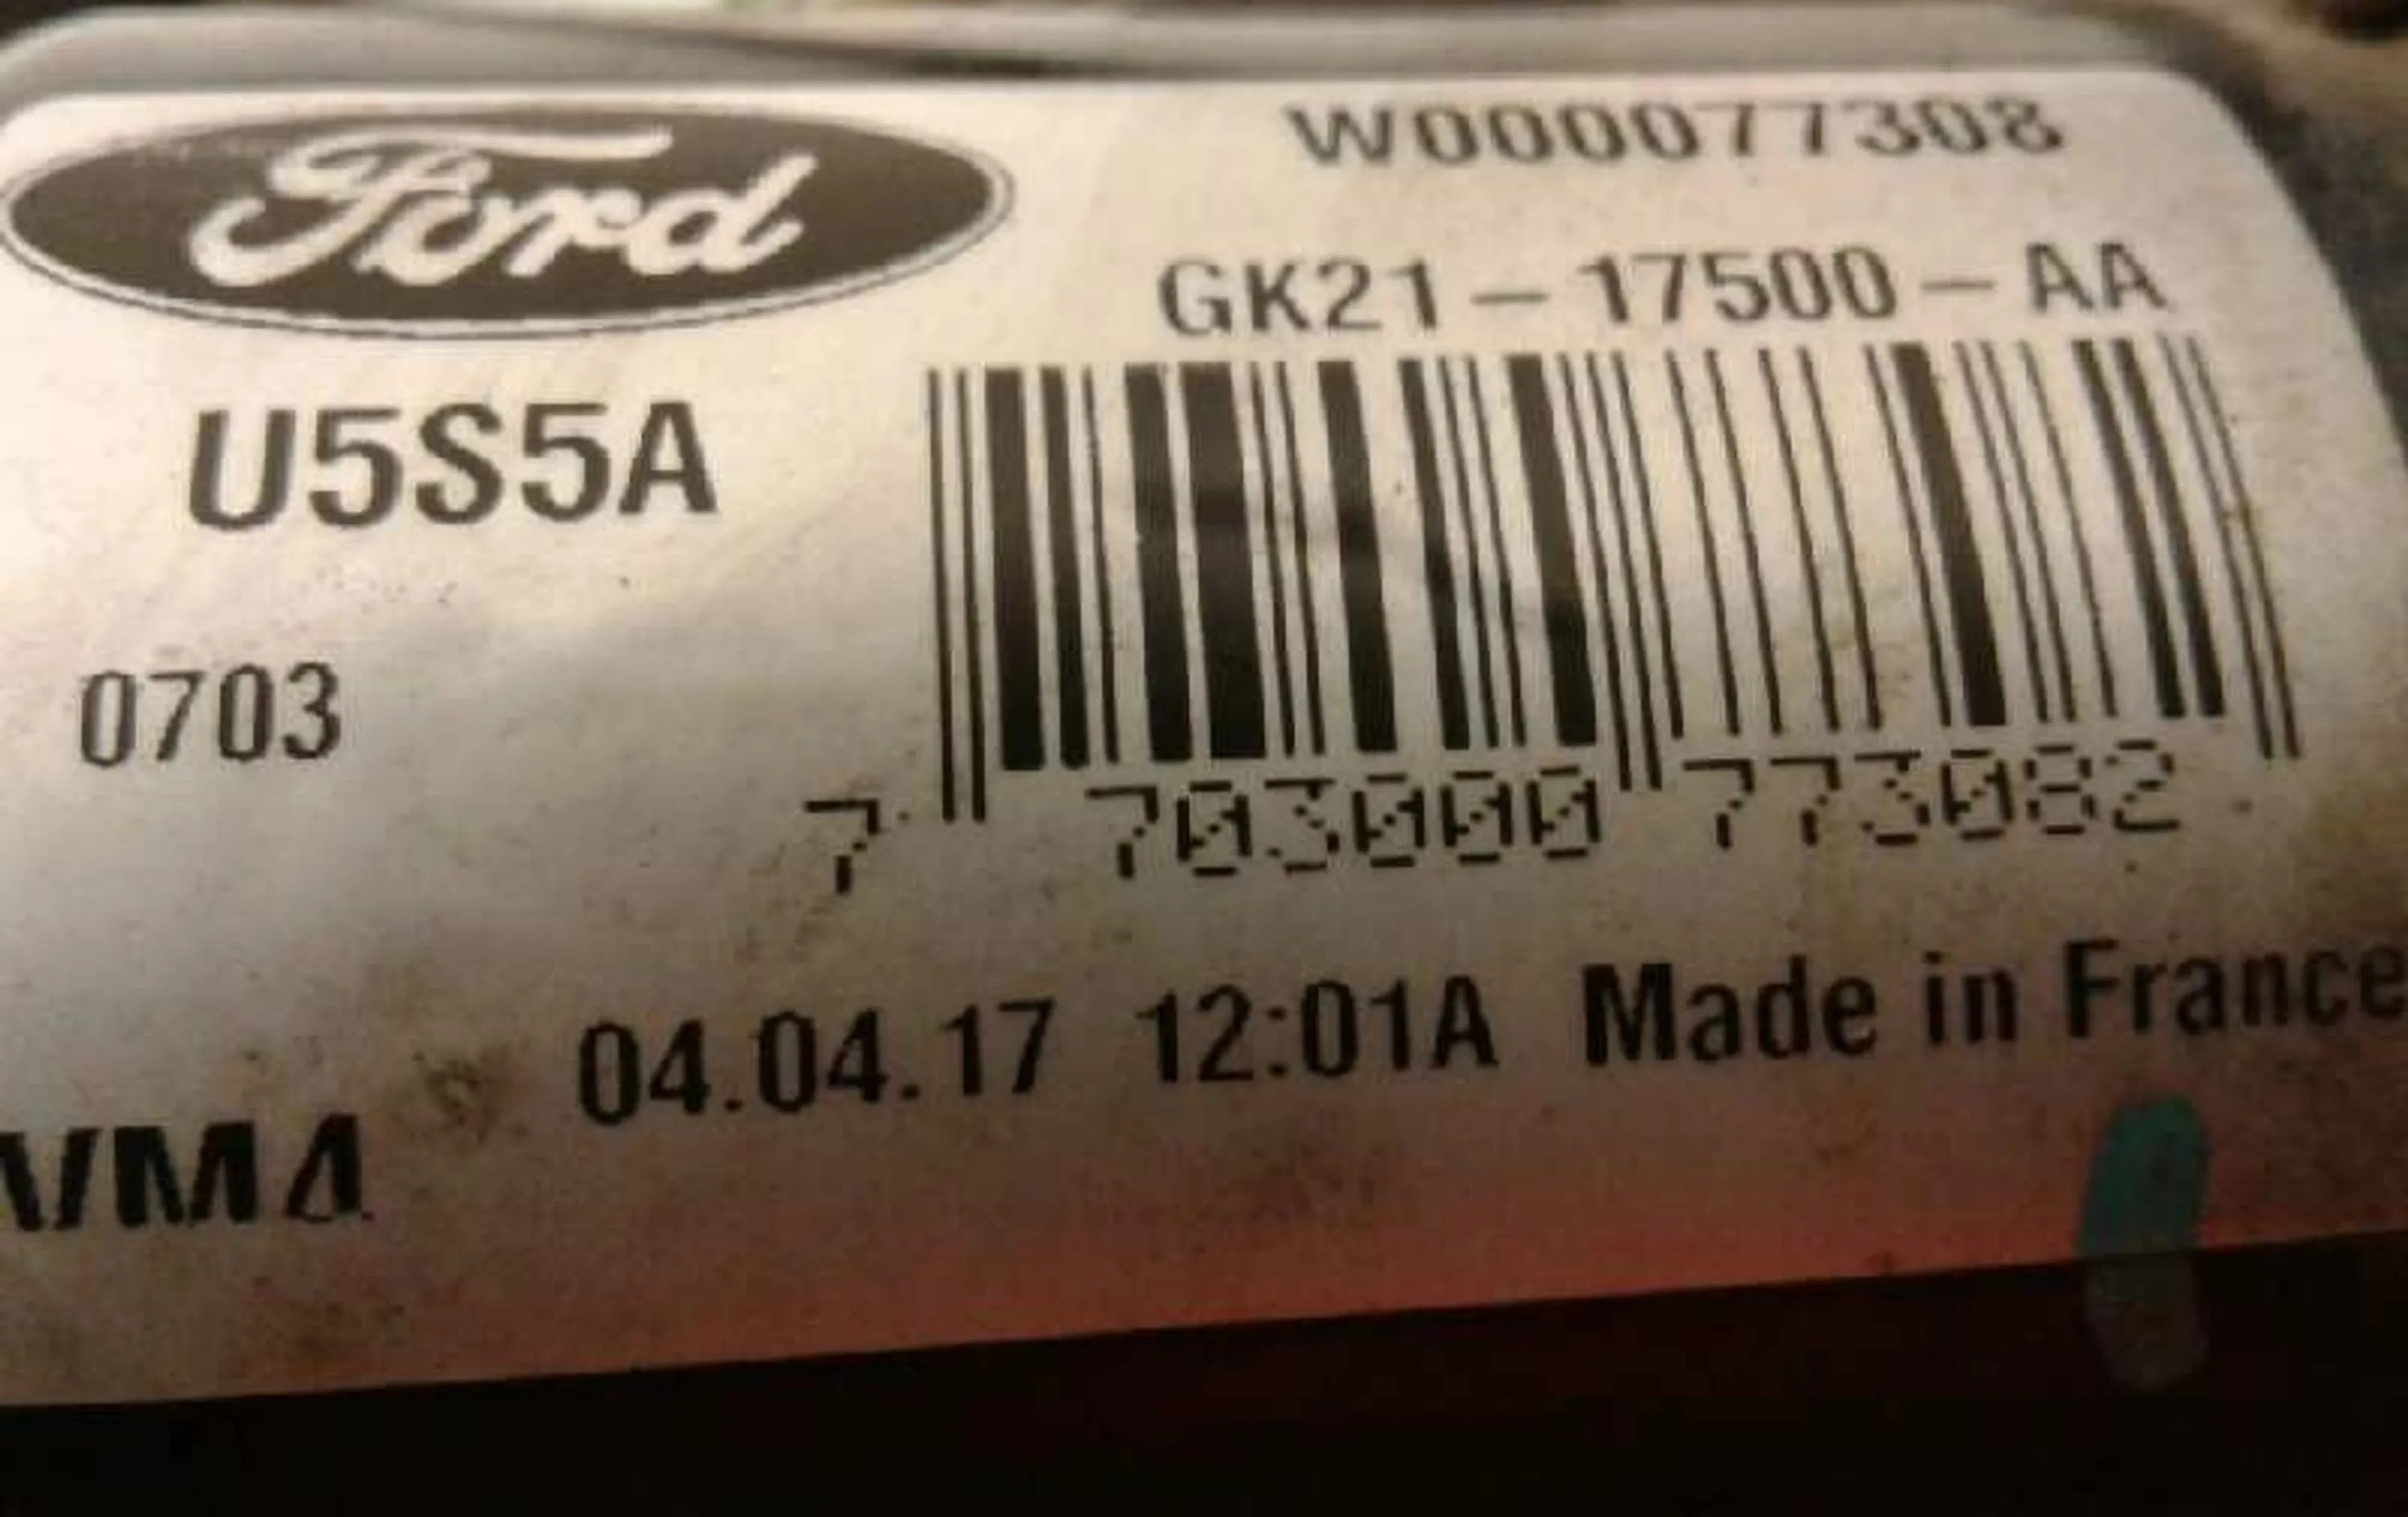 Ford
W000077308
GK21-17500-AA
U5S5A
0703
7 703000 773082
04.04.17 12:01A Made in France